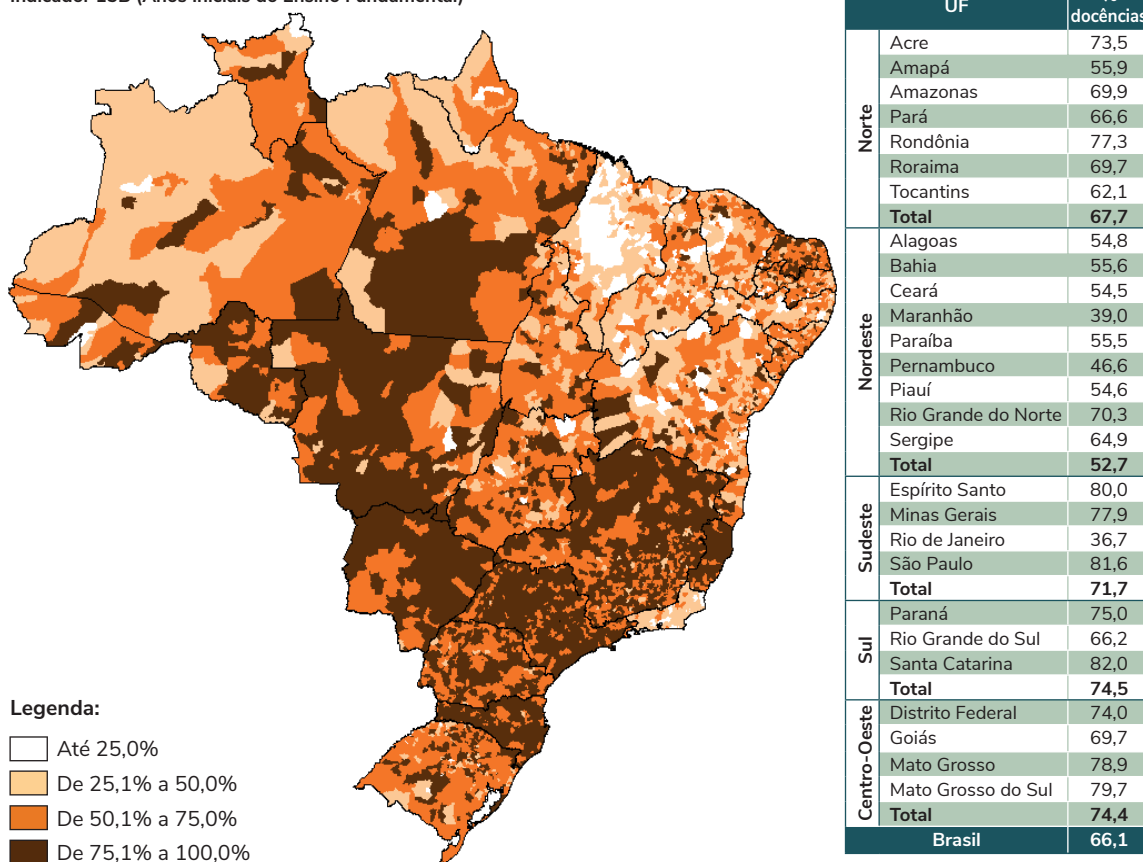 Indicador 15B (Anos Iniciais do Ensino Fundamental)
UF % docências
Norte
Acre 73,5
Amapá 55,9
Amazonas 69,9
Pará 66,6
Rondônia 77,3
Roraima 69,7
Tocantins 62,1
Total 67,7
Nordeste
Alagoas 54,8
Bahia 55,6
Ceará 54,5
Maranhão 39,0
Paraíba 55,5
Pernambuco 46,6
Piauí 54,6
Rio Grande do Norte 70,3
Sergipe 64,9
Total 52,7
Sudeste
Espírito Santo 80,0
Minas Gerais 77,9
Rio de Janeiro 36,7
São Paulo 81,6
Total 71,7
Sul
Paraná 75,0
Rio Grande do Sul 66,2
Santa Catarina 82,0
Total 74,5
Centro-Oeste
Distrito Federal 74,0
Goiás 69,7
Mato Grosso 78,9
Mato Grosso do Sul 79,7
Total 74,4
Brasil 66,1
Legenda:
Até 25,0%
De 25,1% a 50,0%
De 50,1% a 75,0%
De 75,1% a 100,0%